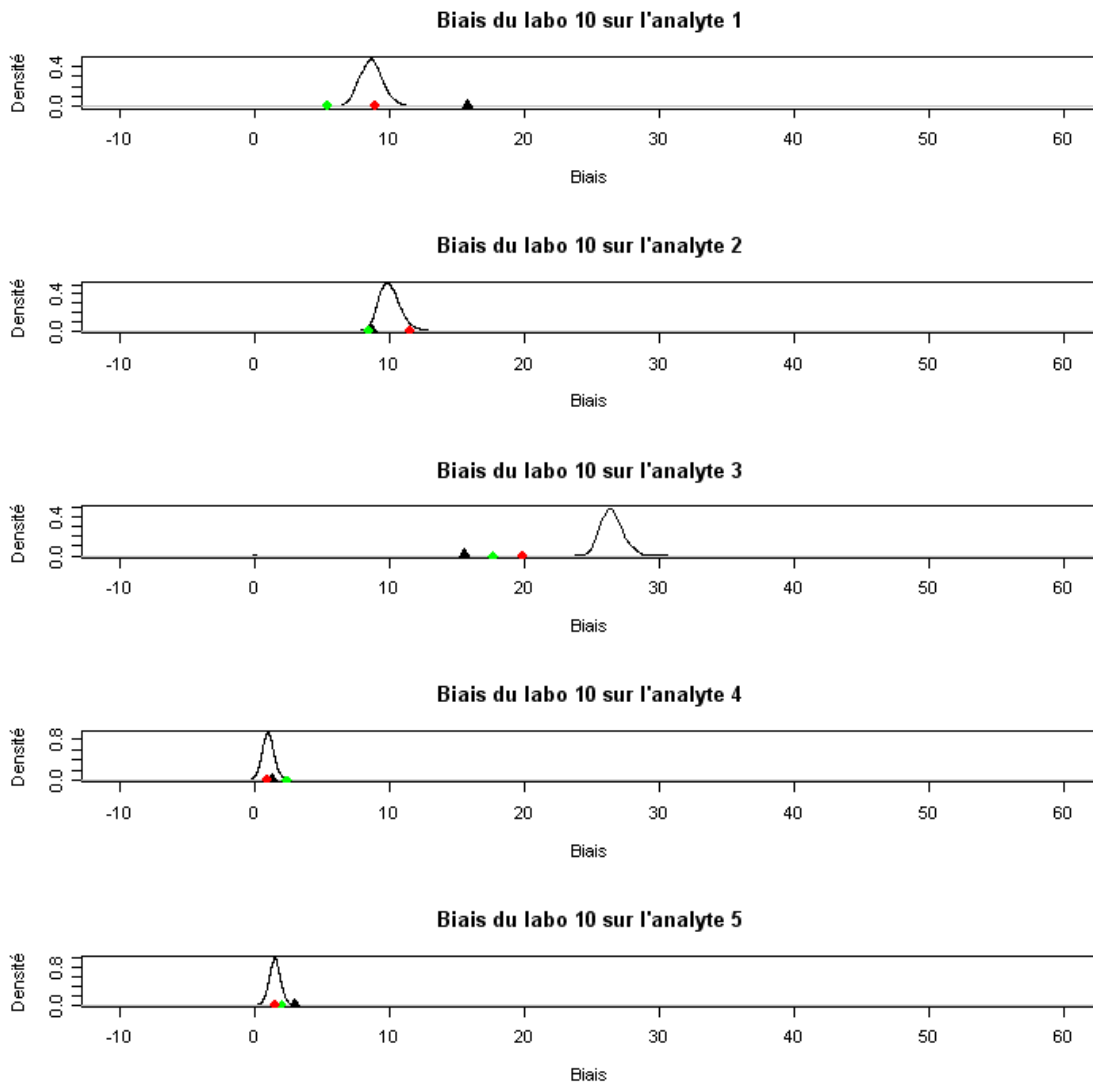 Biais du labo 10 sur l'analyte 1
Densité
0.0 0.4
-10 0 10 20 30 40 50 60
Biais
Biais du labo 10 sur l'analyte 2
Densité
0.0 0.4
-10 0 10 20 30 40 50 60
Biais
Biais du labo 10 sur l'analyte 3
Densité
0.0 0.4
-10 0 10 20 30 40 50 60
Biais
Biais du labo 10 sur l'analyte 4
Densité
0.0 0.8
-10 0 10 20 30 40 50 60
Biais
Biais du labo 10 sur l'analyte 5
Densité
0.0 0.8
-10 0 10 20 30 40 50 60
Biais